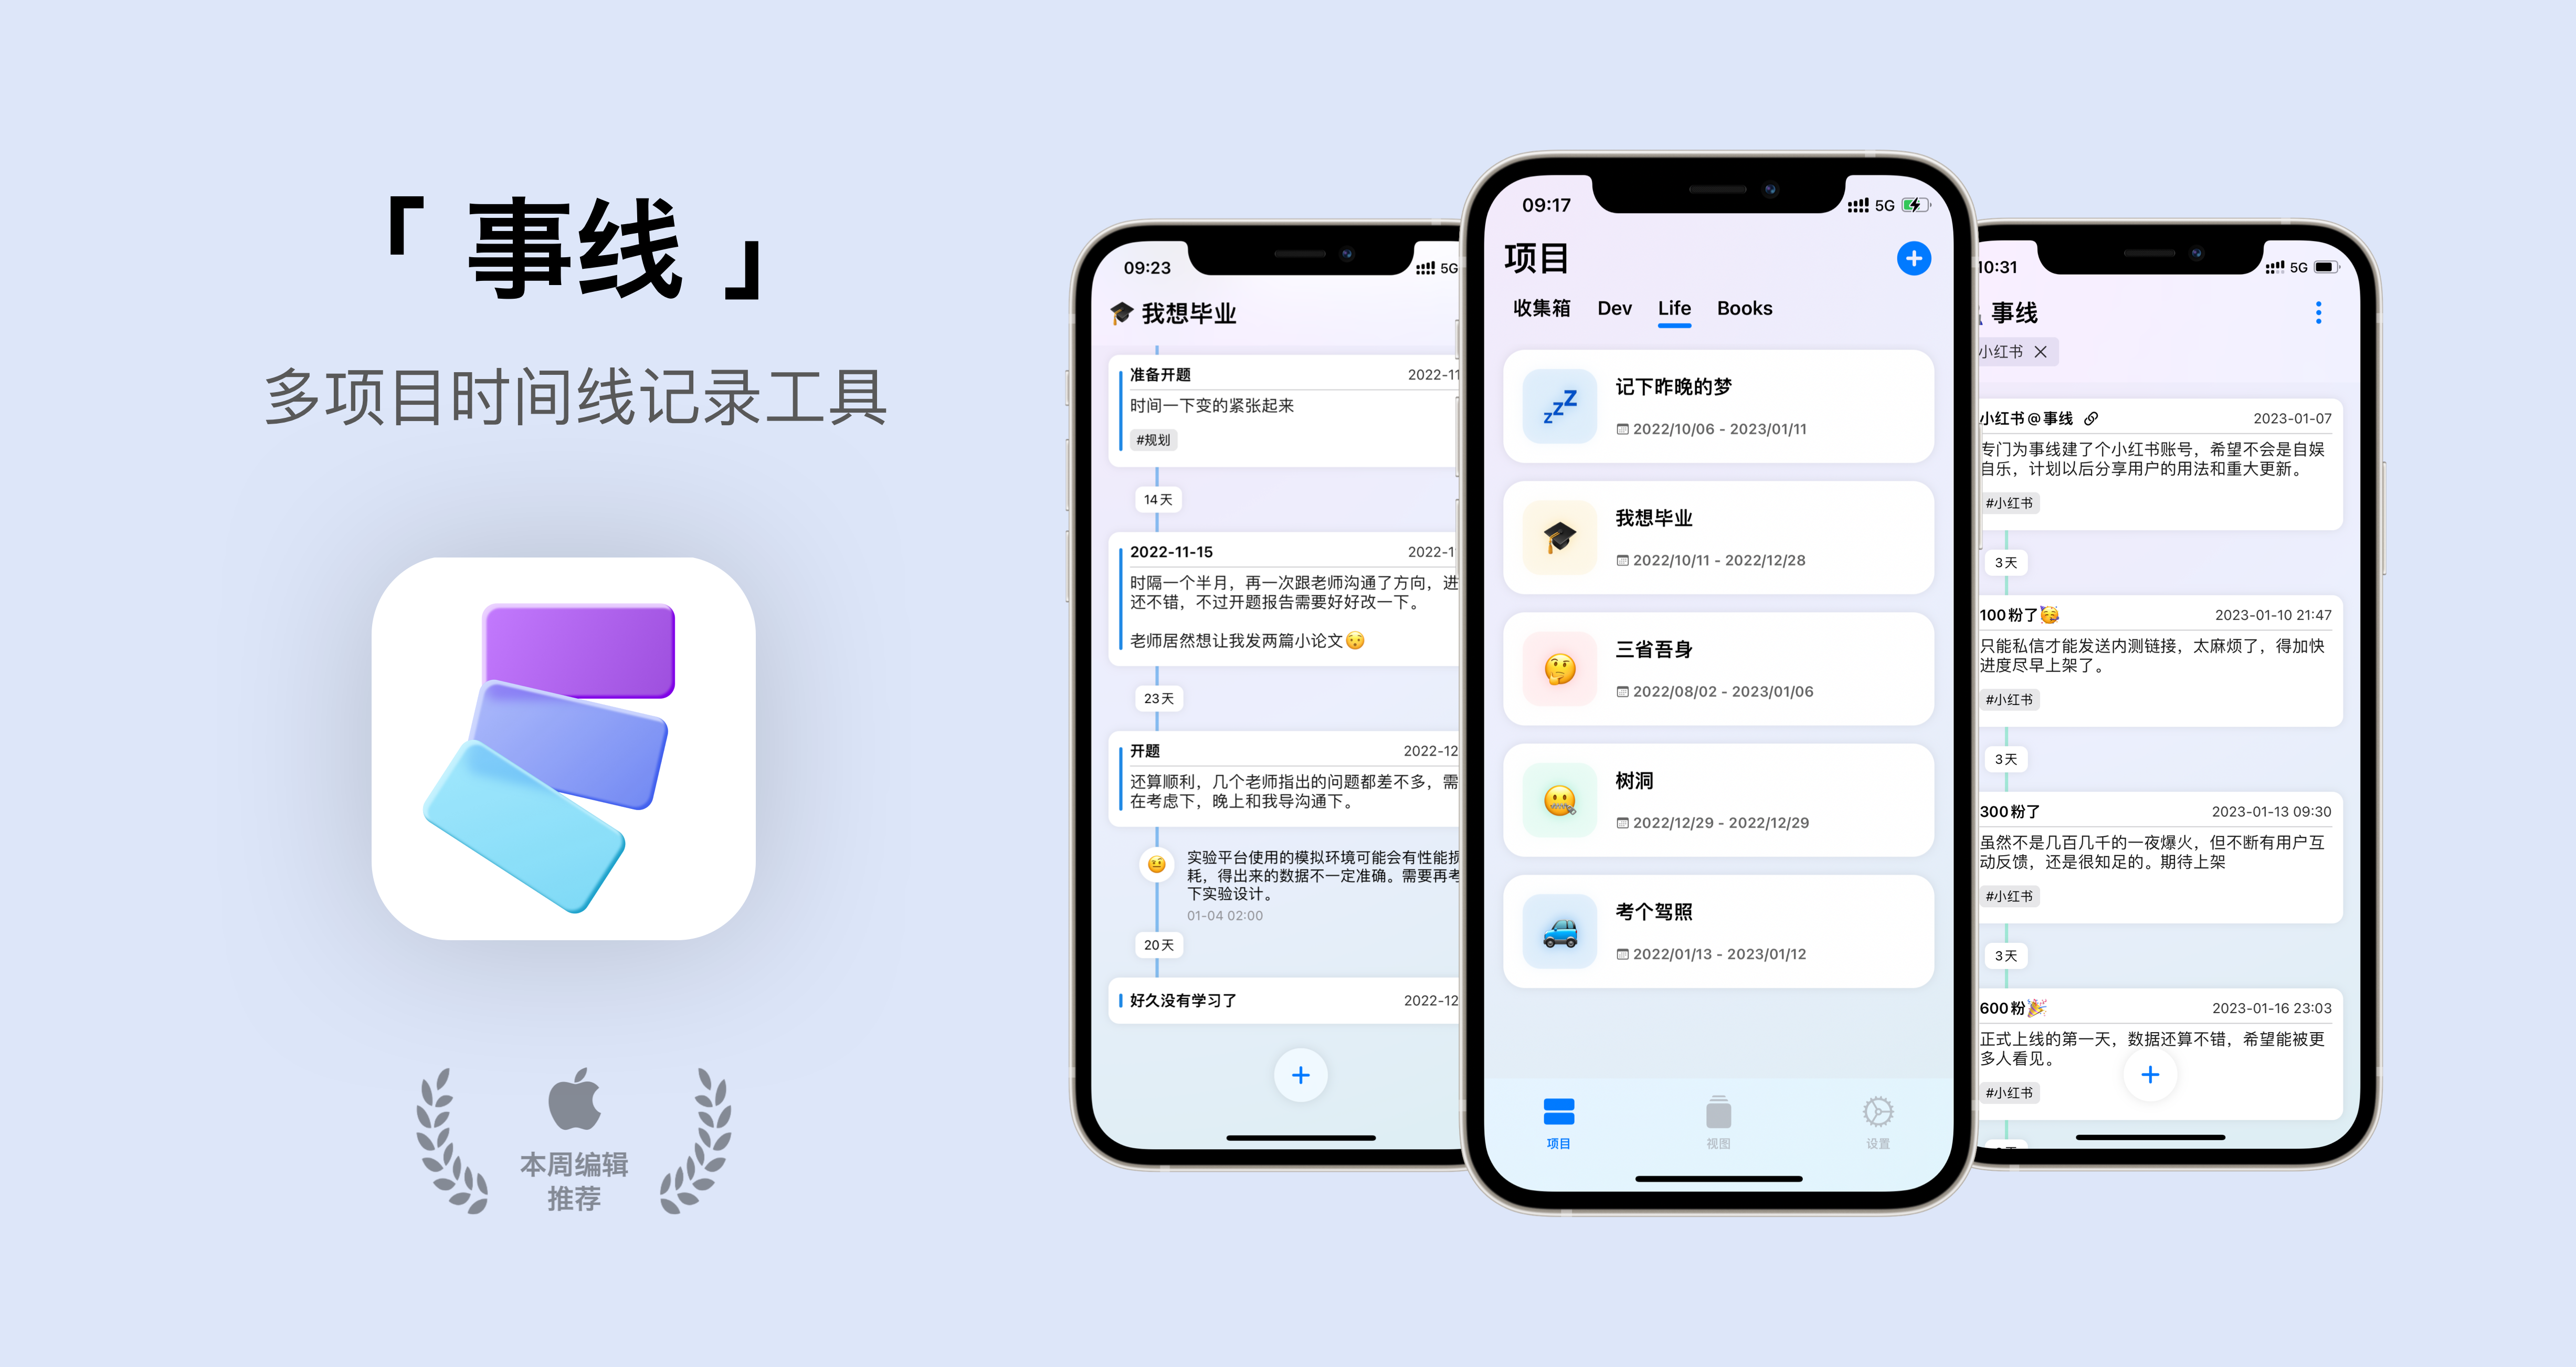 「 事线 」
多项目时间线记录工具
本周编辑
推荐
09:23
5G
🎓 我想毕业
准备开题 2022-11
时间一下变的紧张起来
#规划
14天
2022-11-15 2022-1
时隔一个半月，再一次跟老师沟通了方向，进
还不错，不过开题报告需要好好改一下。
老师居然想让我发两篇小论文😯
23天
开题 2022-12
还算顺利，几个老师指出的问题都差不多，需
在考虑下，晚上和我导沟通下。
实验平台使用的模拟环境可能会有性能损
耗，得出来的数据不一定准确。需要再考
下实验设计。
01-04 02:00
20天
好久没有学习了 2022-12
09:17
5G
项目
收集箱 Dev Life Books
记下昨晚的梦
2022/10/06 - 2023/01/11
我想毕业
2022/10/11 - 2022/12/28
三省吾身
2022/08/02 - 2023/01/06
树洞
2022/12/29 - 2022/12/29
考个驾照
2022/01/13 - 2023/01/12
项目 视图 设置
10:31
5G
事线
小红书 ×
小红书@事线 2023-01-07
专门为事线建了个小红书账号，希望不会是自娱
自乐，计划以后分享用户的用法和重大更新。
#小红书
3天
100粉了🥳 2023-01-10 21:47
只能私信才能发送内测链接，太麻烦了，得加快
进度尽早上架了。
#小红书
3天
300粉了 2023-01-13 09:30
虽然不是几百几千的一夜爆火，但不断有用户互
动反馈，还是很知足的。期待上架
#小红书
3天
600粉🎉 2023-01-16 23:03
正式上线的第一天，数据还算不错，希望能被更
多人看见。
#小红书